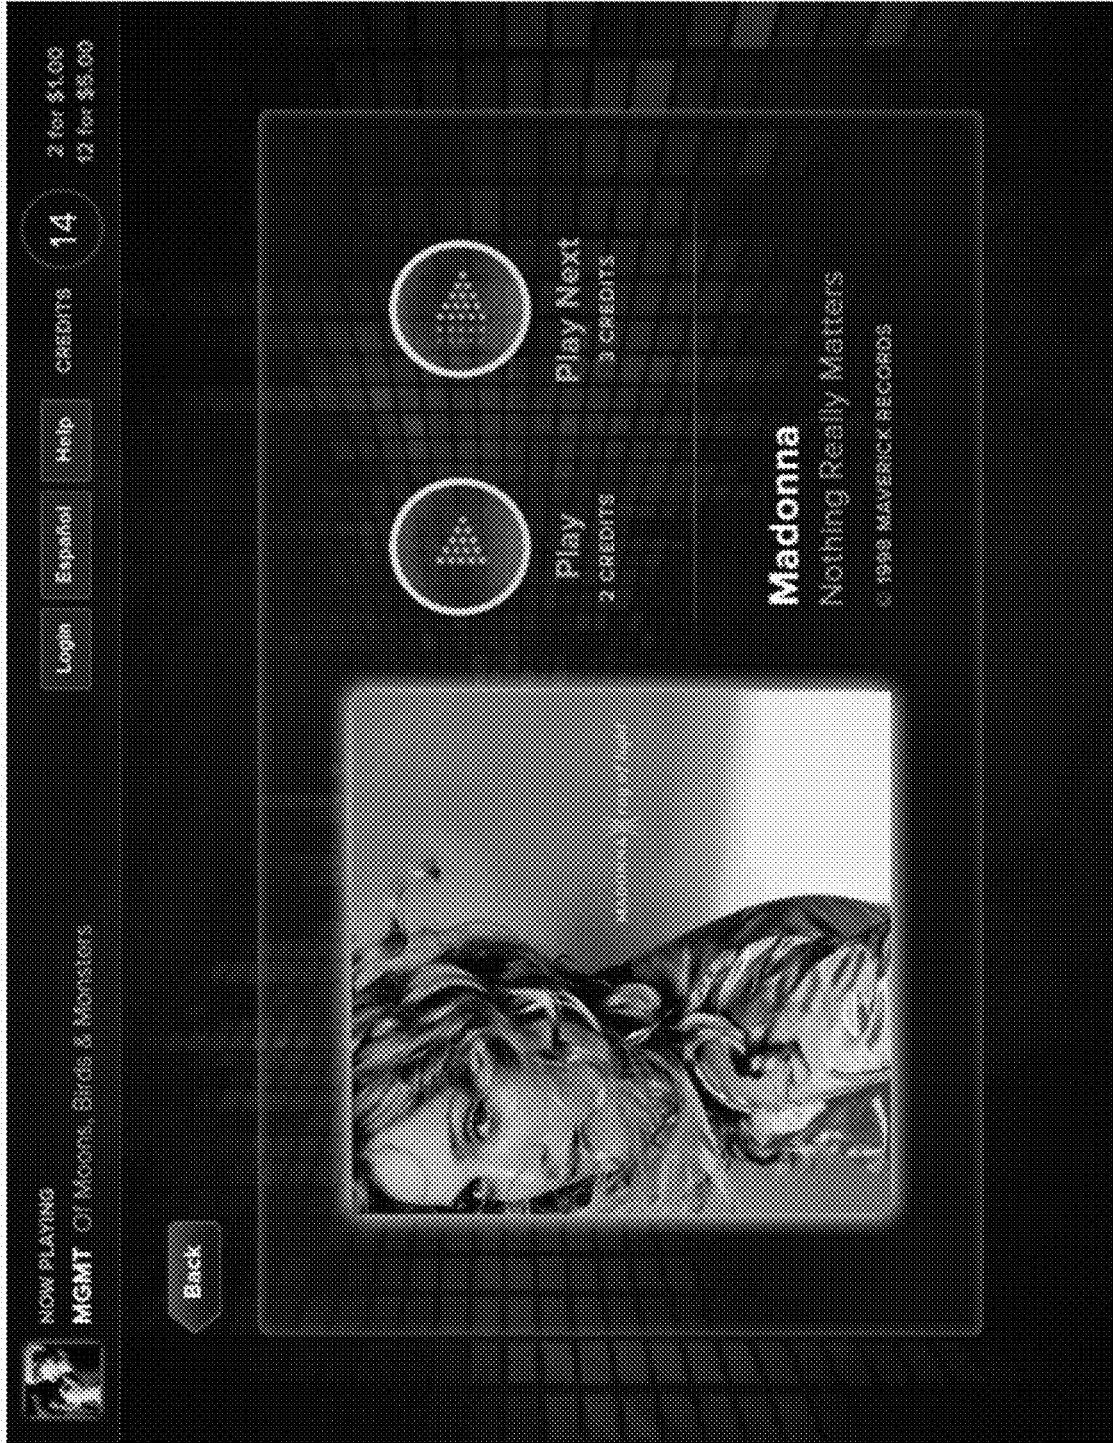 NOW PLAYING
MGMT Of Moons, Birds & Monsters
Login
Español
Help
CREDITS
14
2 for $1.00
12 for $5.00
Back
Play
2 CREDITS
Play Next
3 CREDITS
Madonna
Nothing Really Matters
© 1998 MAVERICK RECORDS